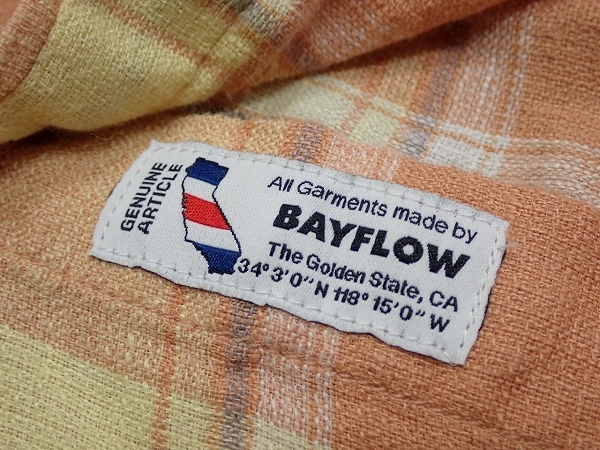 GENUINE
ARTICLE
All Garments made by
BAYFLOW
The Golden State, CA
34° 3'0"N 118° 15'0"W